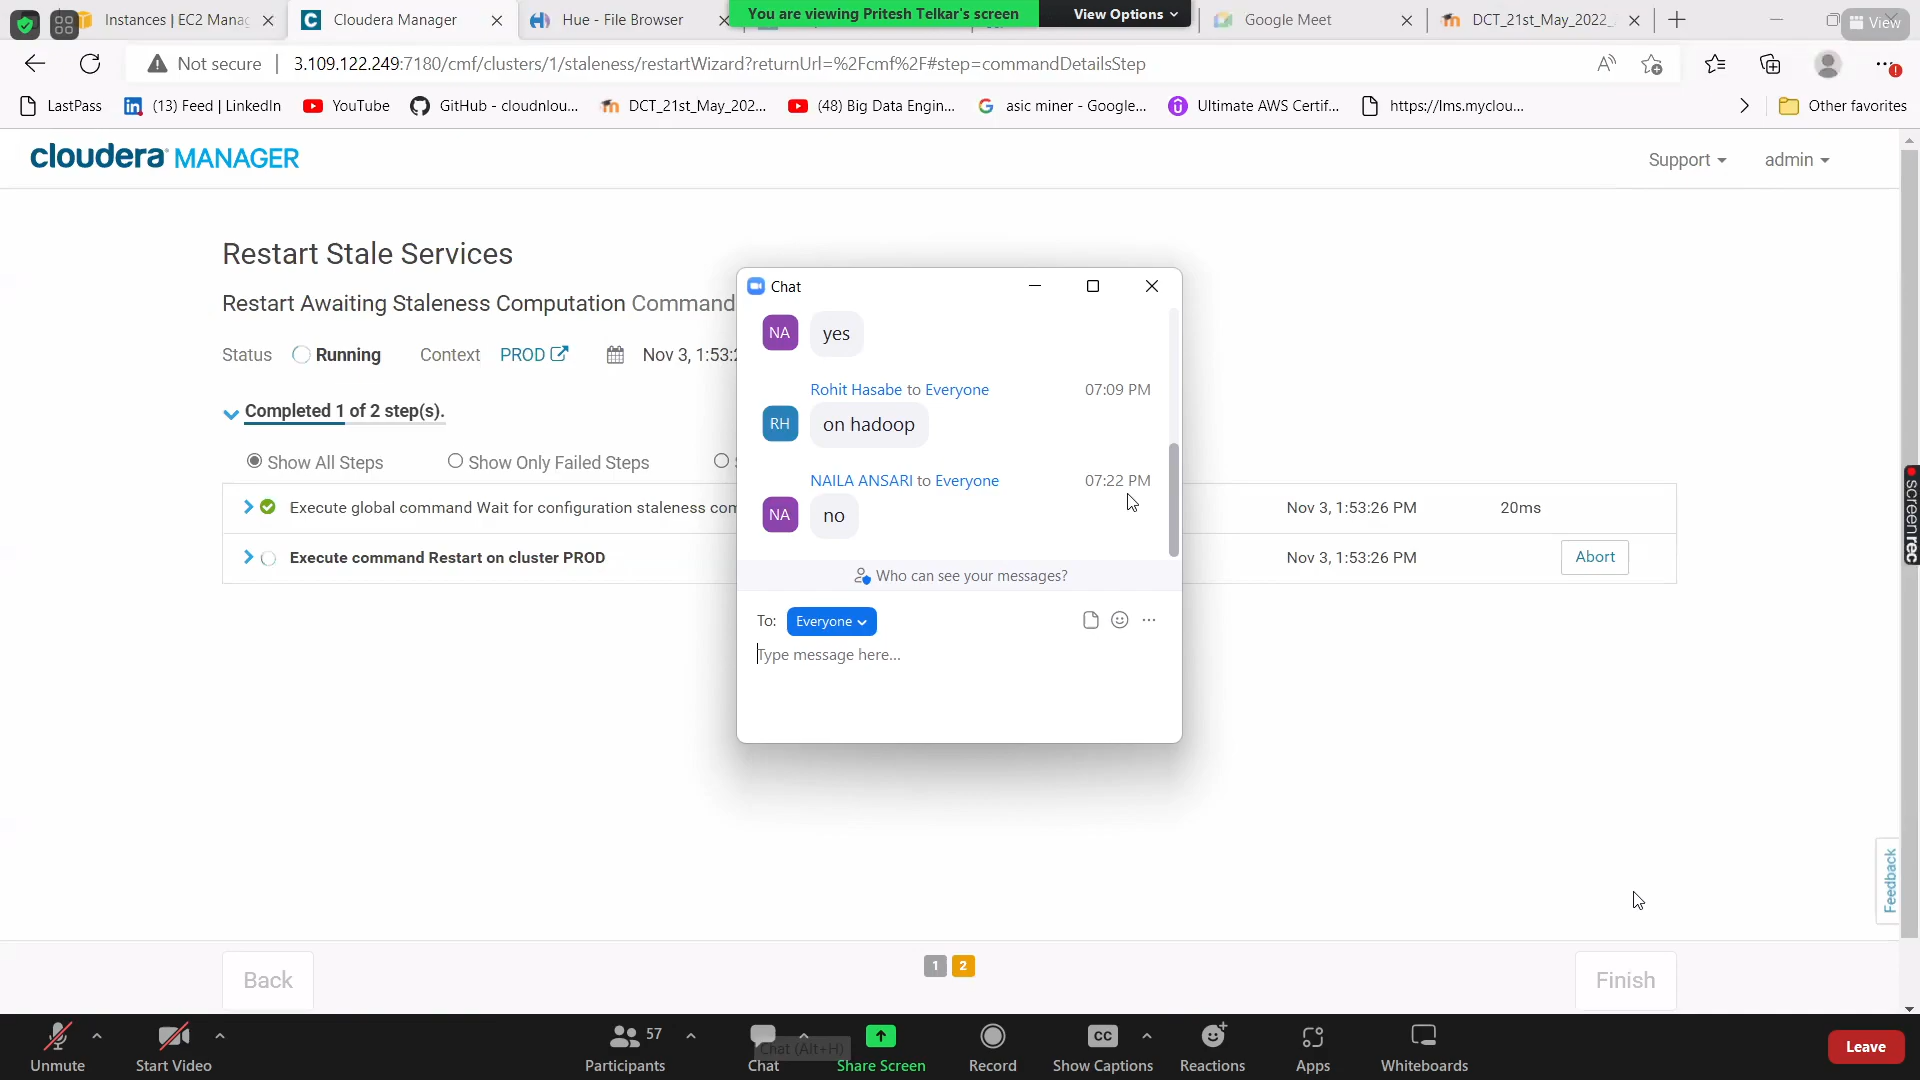 Instances | EC2 Manag
Cloudera Manager
Hue - File Browser
You are viewing Pritesh Telkar's screen
View Options
Google Meet
DCT_21st_May_2022_
View
Not secure
3.109.122.249:7180/cmf/clusters/1/staleness/restartWizard?returnUrl=%2Fcmf%2F#step=commandDetailsStep
LastPass
(13) Feed | LinkedIn
YouTube
GitHub - cloudnlou...
DCT_21st_May_202...
(48) Big Data Engin...
asic miner - Google...
Ultimate AWS Certif...
https://lms.myclou...
Other favorites
cloudera MANAGER
Support
admin
Restart Stale Services
Restart Awaiting Staleness Computation Command
Status Running Context PROD Nov 3, 1:53:2
Completed 1 of 2 step(s).
Show All Steps
Show Only Failed Steps
Execute global command Wait for configuration staleness com
Nov 3, 1:53:26 PM
20ms
Execute command Restart on cluster PROD
Nov 3, 1:53:26 PM
Abort
Chat
NA
yes
Rohit Hasabe to Everyone
07:09 PM
RH
on hadoop
NAILA ANSARI to Everyone
07:22 PM
NA
no
Who can see your messages?
To: Everyone
Type message here...
screenrec
Feedback
Back
1 2
Finish
Unmute
Start Video
57
Participants
Chat
Chat (Alt+H)
Share Screen
Record
CC
Show Captions
Reactions
Apps
Whiteboards
Leave